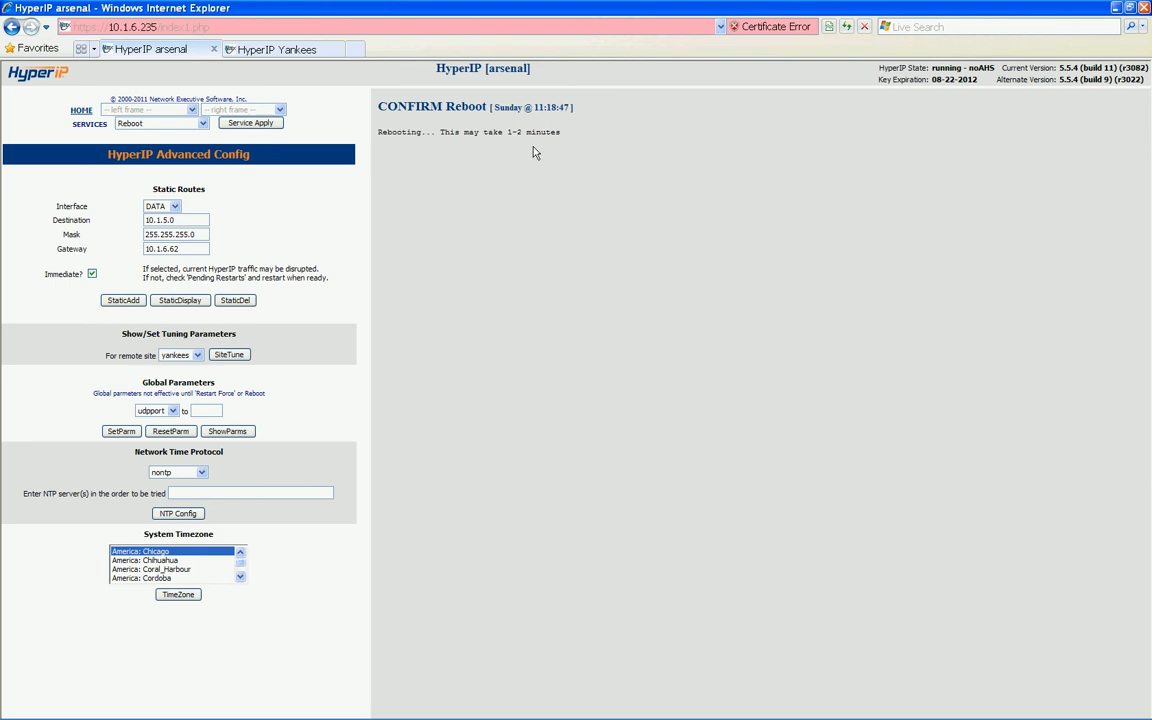 HyperIP arsenal - Windows Internet Explorer
https://10.1.6.235/index1.php
Certificate Error
Live Search
Favorites
HyperIP arsenal
HyperIP Yankees
HyperIP
HyperIP [arsenal]
HyperIP State: running - noAHS Current Version: 5.5.4 (build 11) (r3082)
Key Expiration: 08-22-2012 Alternate Version: 5.5.4 (build 9) (r3022)
© 2000-2011 Network Executive Software, Inc.
HOME -- left frame -- -- right frame --
SERVICES Reboot Service Apply
CONFIRM Reboot [ Sunday @ 11:18:47 ]
Rebooting... This may take 1-2 minutes
HyperIP Advanced Config
Static Routes
Interface DATA
Destination 10.1.5.0
Mask 255.255.255.0
Gateway 10.1.6.62
Immediate? If selected, current HyperIP traffic may be disrupted.
If not, check 'Pending Restarts' and restart when ready.
StaticAdd StaticDisplay StaticDel
Show/Set Tuning Parameters
For remote site yankees SiteTune
Global Parameters
Global parmeters not effective until 'Restart Force' or Reboot
udpport to
SetParm ResetParm ShowParms
Network Time Protocol
nontp
Enter NTP server(s) in the order to be tried
NTP Config
System Timezone
America: Chicago
America: Chihuahua
America: Coral_Harbour
America: Cordoba
TimeZone